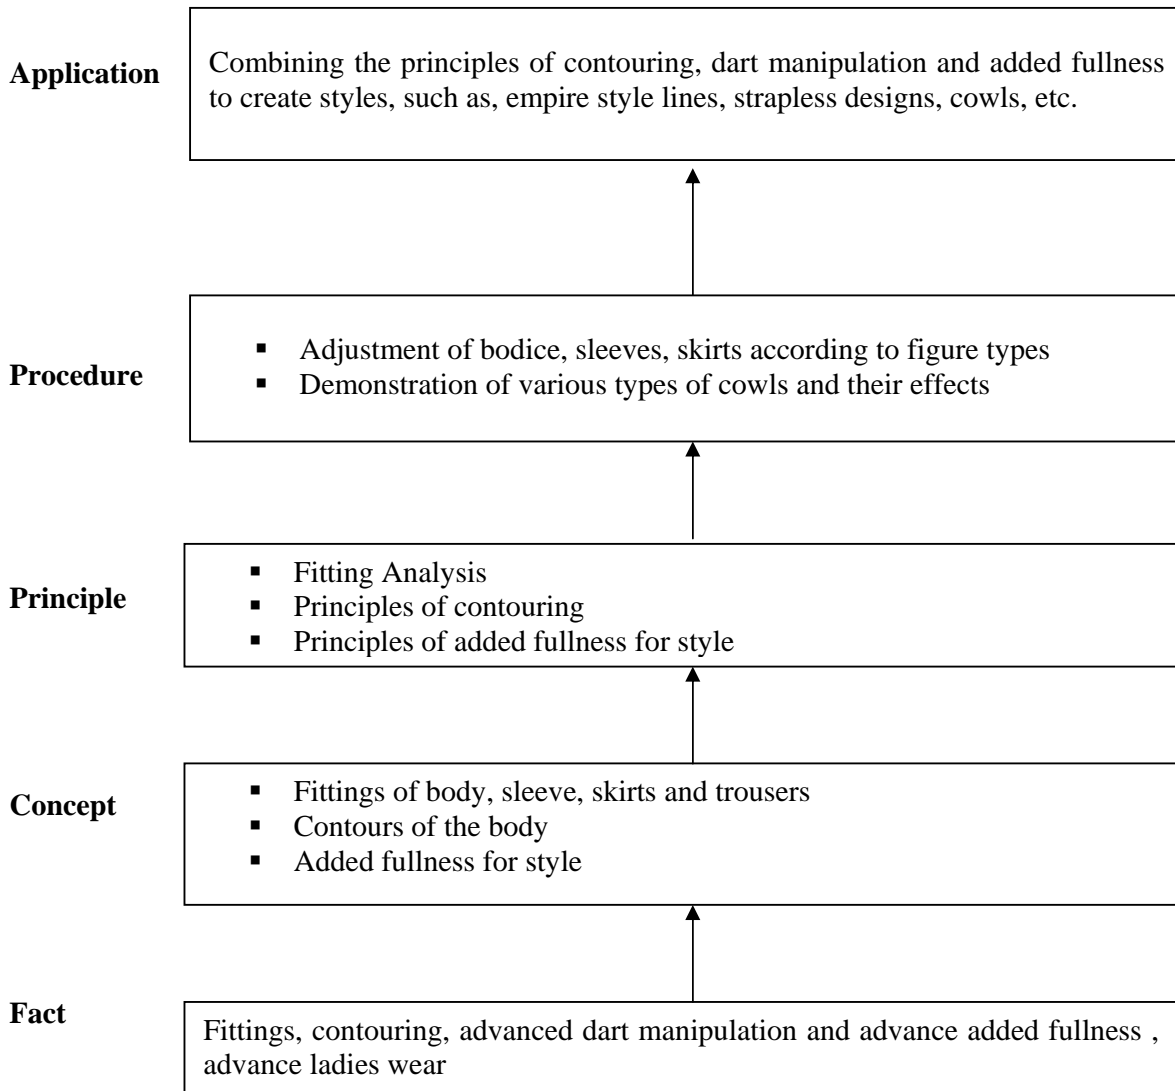 Application
Combining the principles of contouring, dart manipulation and added fullness
to create styles, such as, empire style lines, strapless designs, cowls, etc.
Procedure
▪ Adjustment of bodice, sleeves, skirts according to figure types
▪ Demonstration of various types of cowls and their effects
Principle
▪ Fitting Analysis
▪ Principles of contouring
▪ Principles of added fullness for style
Concept
▪ Fittings of body, sleeve, skirts and trousers
▪ Contours of the body
▪ Added fullness for style
Fact
Fittings, contouring, advanced dart manipulation and advance added fullness ,
advance ladies wear